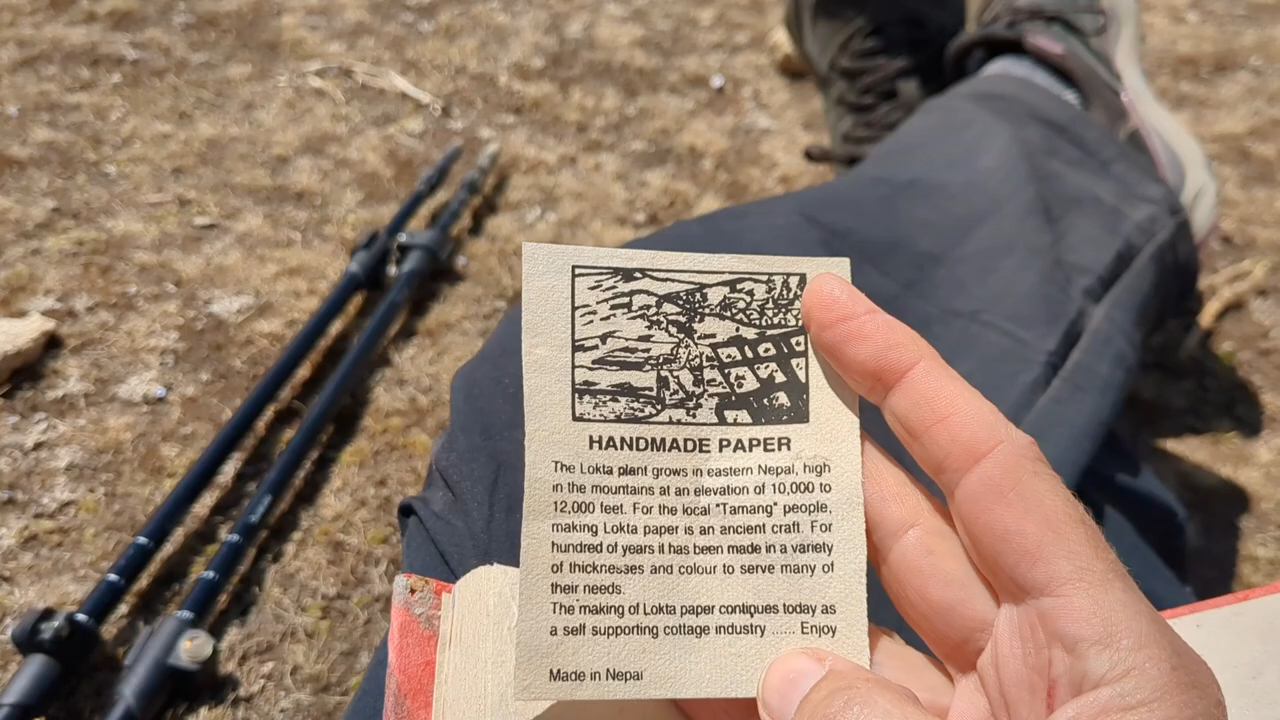 HANDMADE PAPER
The Lokta plant grows in eastern Nepal, high
in the mountains at an elevation of 10,000 to
12,000 feet. For the local "Tamang" people,
making Lokta paper is an ancient craft. For
hundred of years it has been made in a variety
of thicknesses and colour to serve many of
their needs.
The making of Lokta paper continues today as
a self supporting cottage industry ...... Enjoy
Made in Nepal